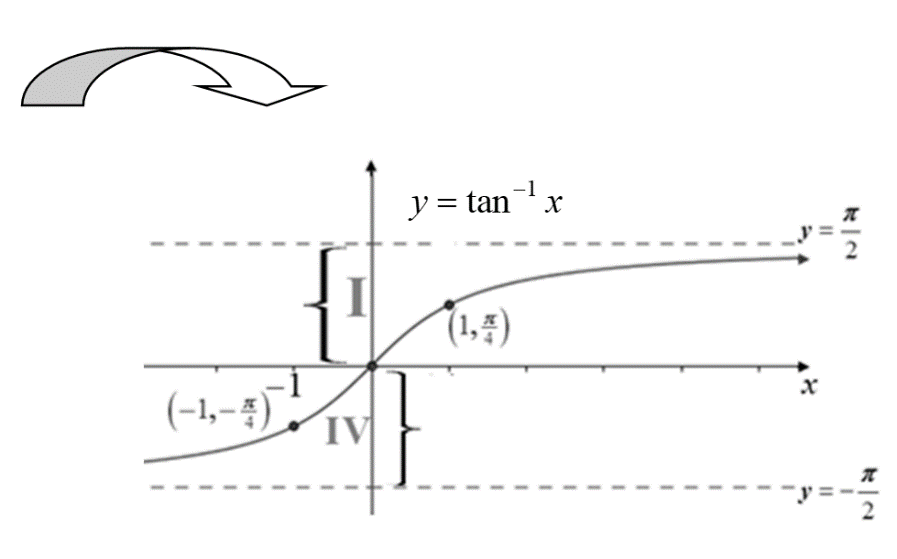 y = tan⁻¹ x
y = π/2
I
(1, π/4)
x
−1
(−1, −π/4)
IV
y = −π/2